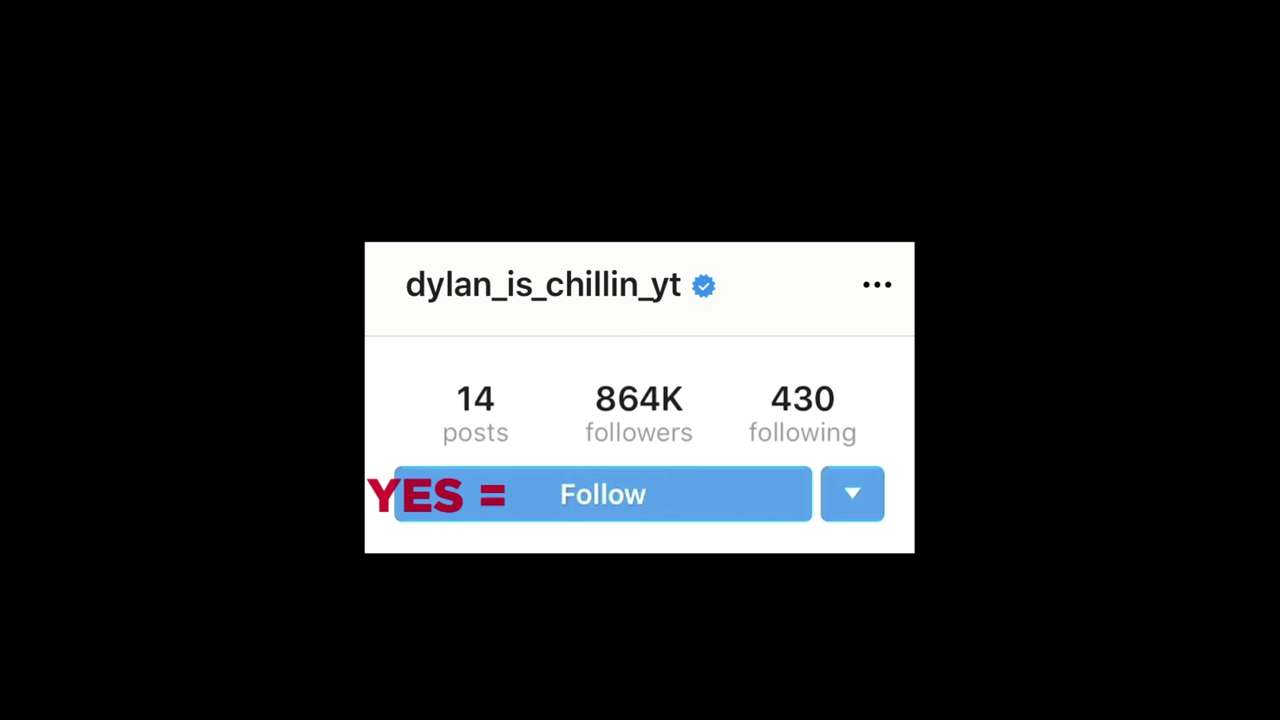 dylan_is_chillin_yt
14 864K 430
posts followers following
YES = Follow